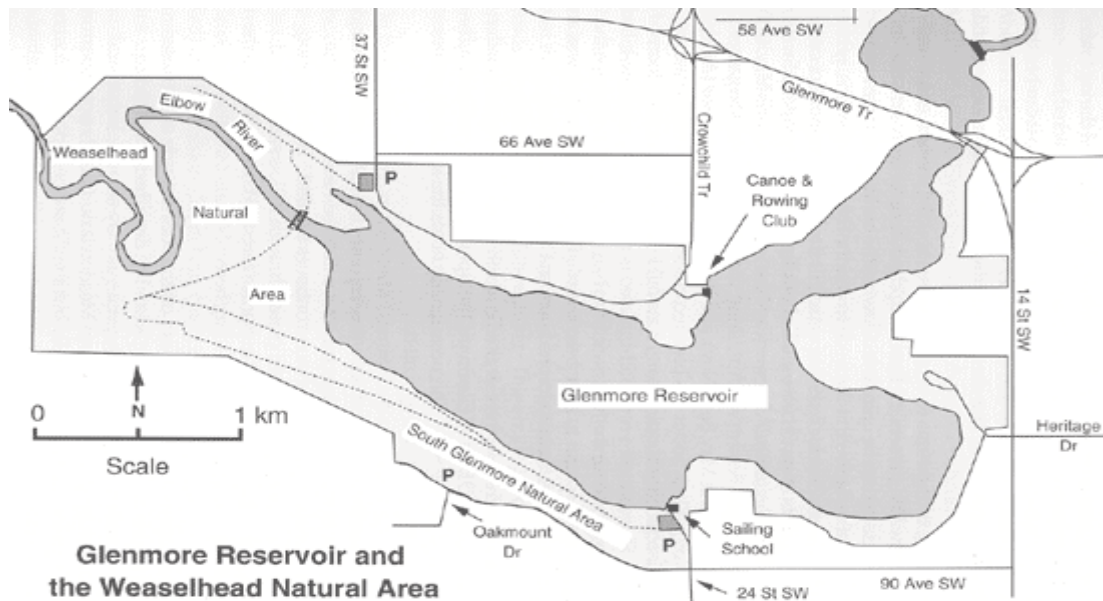 58 Ave SW
37 St SW
Glenmore Tr
Elbow
River
Crowchild Tr
66 Ave SW
Weaselhead
P
Canoe &
Rowing
Club
Natural
Area
14 St SW
0
N
1 km
Scale
Glenmore Reservoir
Heritage
Dr
South Glenmore Natural Area
P
Oakmount
Dr
P
Sailing
School
Glenmore Reservoir and
the Weaselhead Natural Area
90 Ave SW
24 St SW